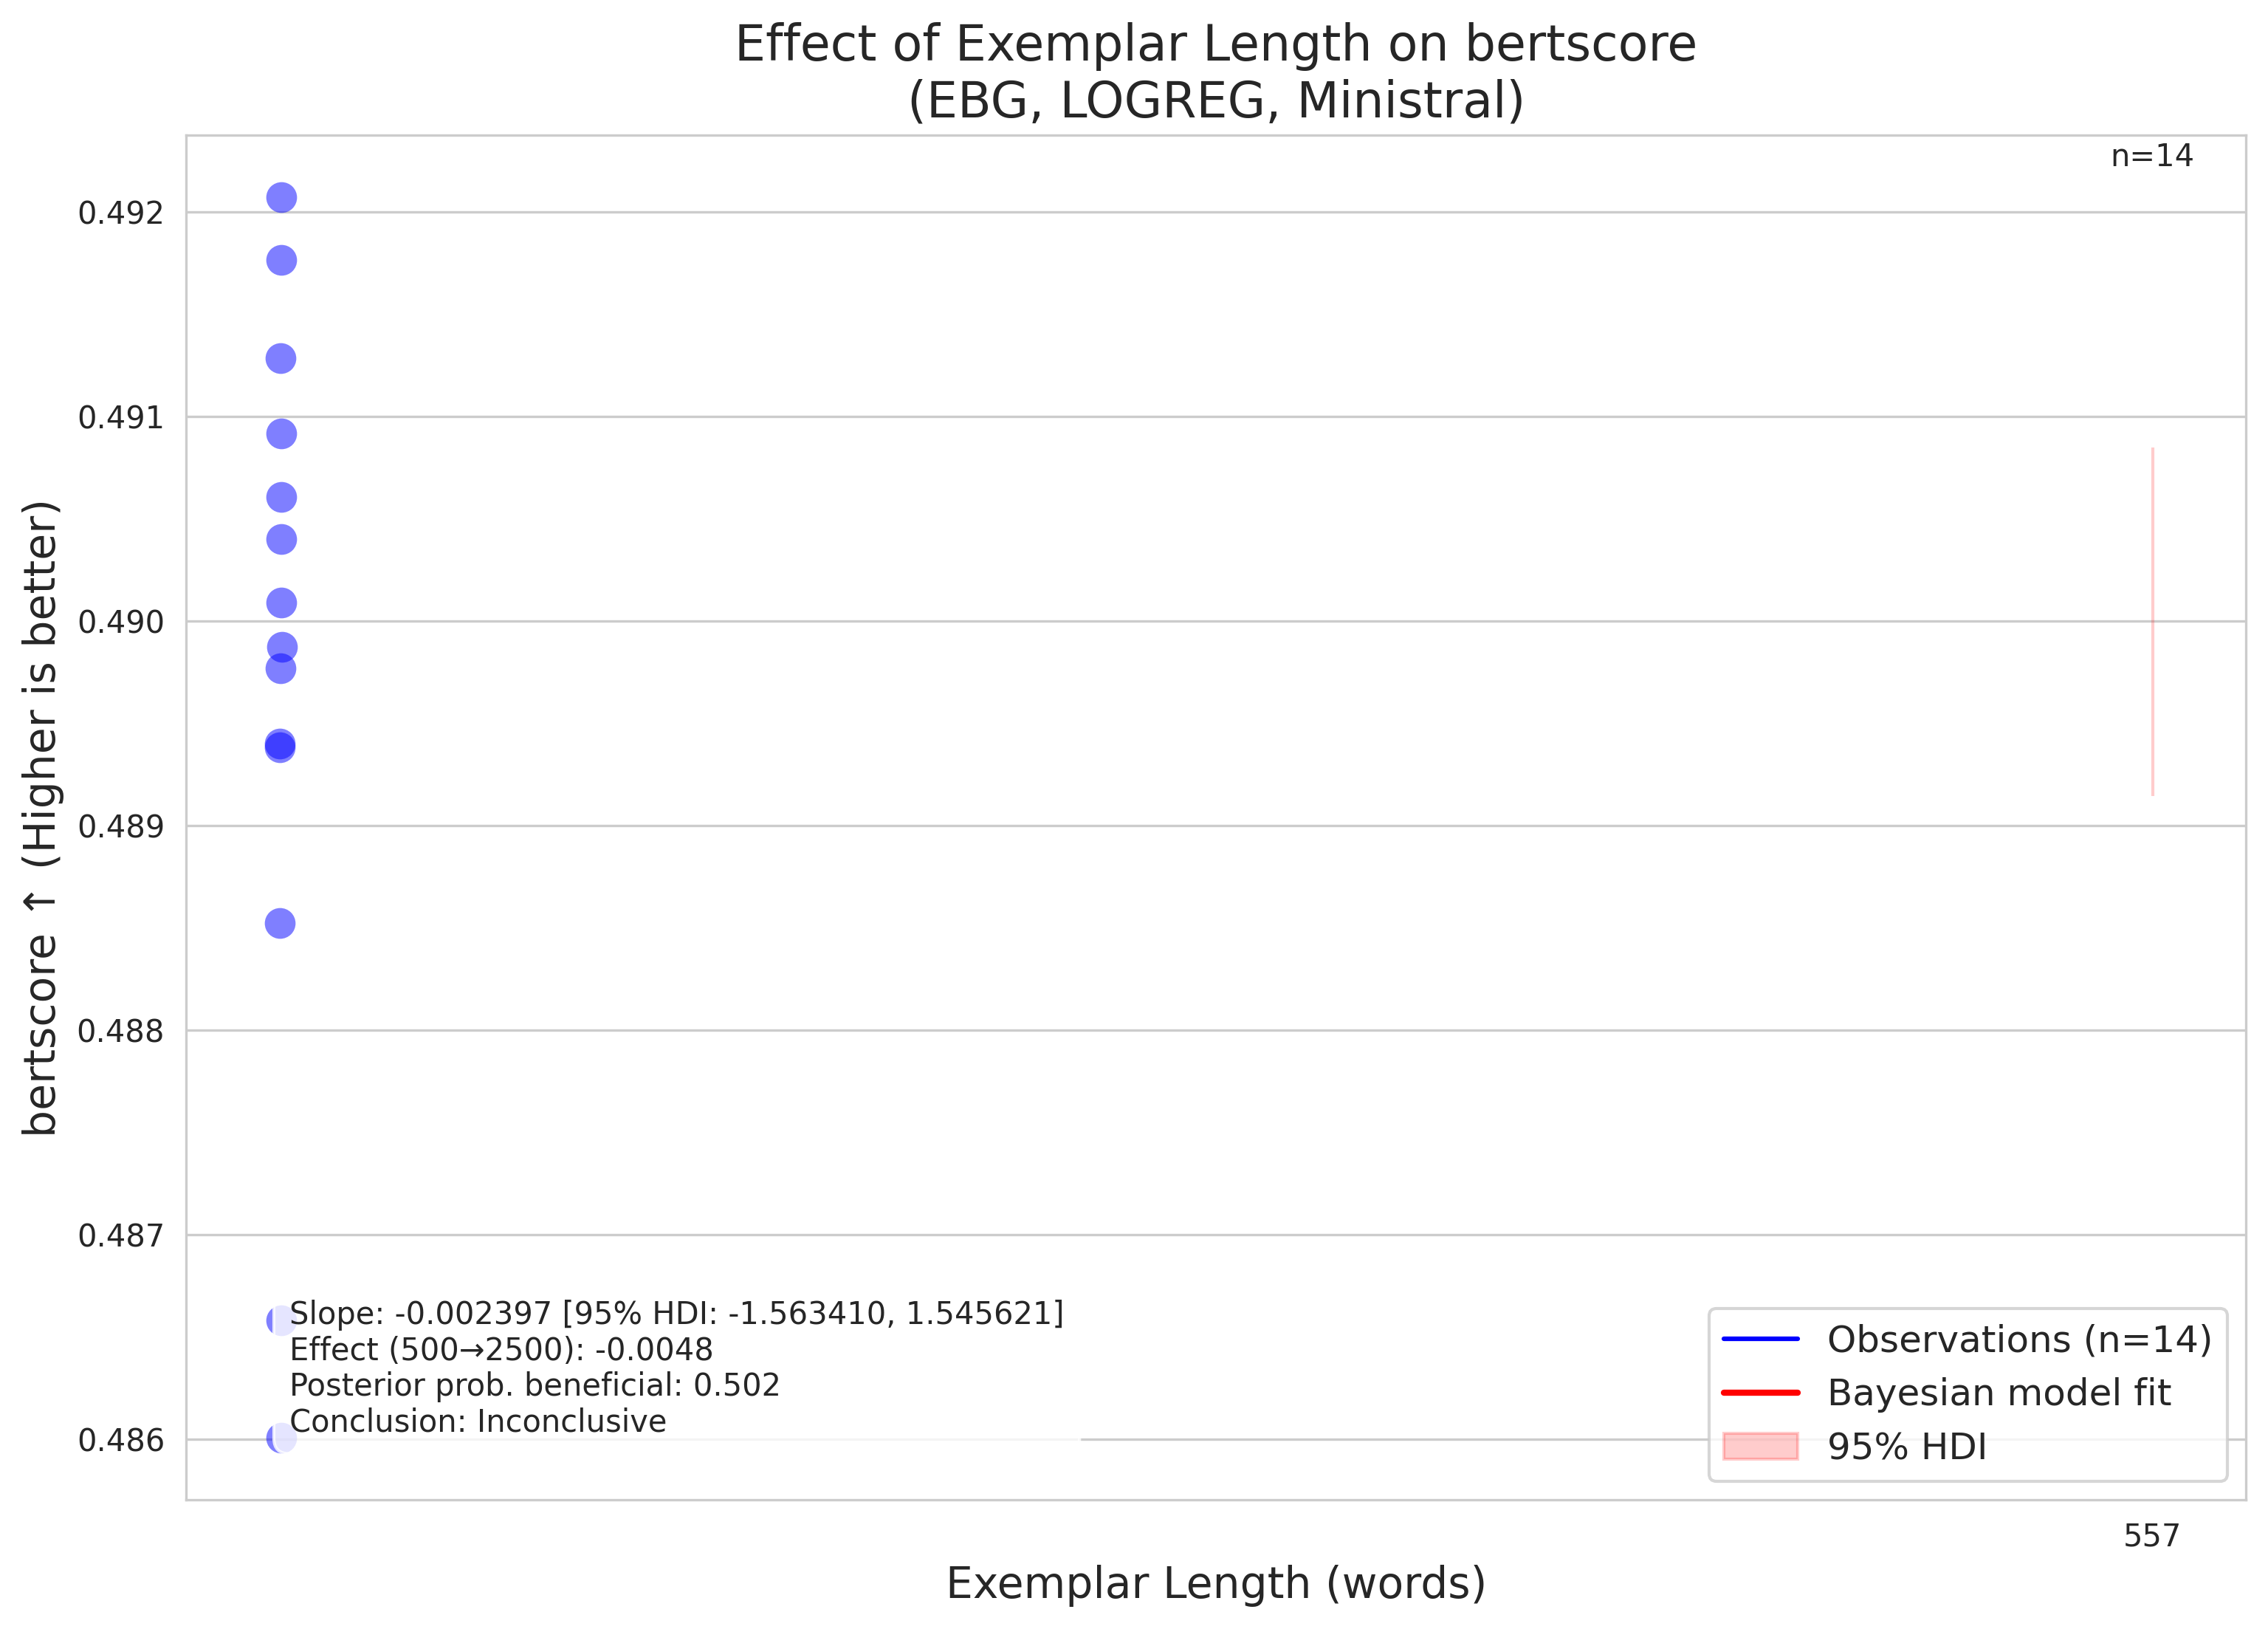 Effect of Exemplar Length on bertscore
(EBG, LOGREG, Ministral)
n=14
0.492
0.491
0.490
0.489
0.488
0.487
0.486
bertscore ↑ (Higher is better)
Slope: -0.002397 [95% HDI: -1.563410, 1.545621]
Effect (500→2500): -0.0048
Posterior prob. beneficial: 0.502
Conclusion: Inconclusive
Observations (n=14)
Bayesian model fit
95% HDI
557
Exemplar Length (words)